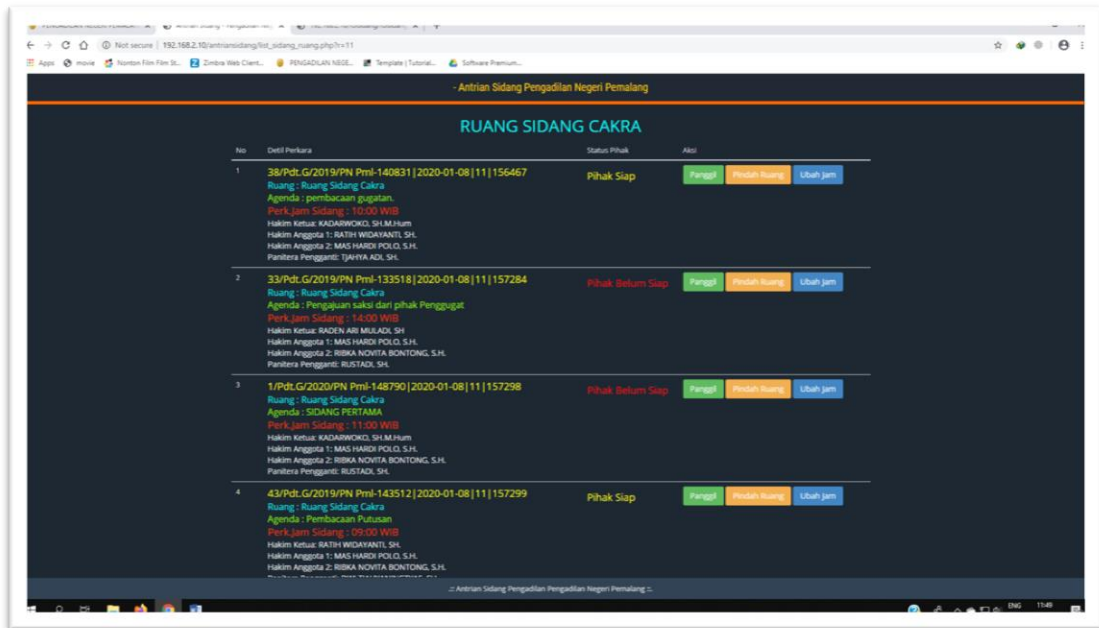 Not secure | 192.168.2.10/antriansidang/list_sidang_ruang.php?r=11
Apps movie Nonton Film Film St... Zimbra Web Client... PENGADILAN NEGE... Template | Tutorial... Software Premium...
- Antrian Sidang Pengadilan Negeri Pemalang
RUANG SIDANG CAKRA
No Detil Perkara Status Pihak Aksi
1 38/Pdt.G/2019/PN Pml-140831|2020-01-08|11|156467 Pihak Siap Panggil Pindah Ruang Ubah Jam
Ruang : Ruang Sidang Cakra
Agenda : pembacaan gugatan.
Perk.Jam Sidang : 10:00 WIB
Hakim Ketua: KADARWOKO, SH.M.Hum
Hakim Anggota 1: RATIH WIDAYANTI, SH.
Hakim Anggota 2: MAS HARDI POLO, S.H.
Panitera Pengganti: TJAHYA ADI, SH.
2 33/Pdt.G/2019/PN Pml-133518|2020-01-08|11|157284 Pihak Belum Siap Panggil Pindah Ruang Ubah Jam
Ruang : Ruang Sidang Cakra
Agenda : Pengajuan saksi dari pihak Penggugat
Perk.Jam Sidang : 14:00 WIB
Hakim Ketua: RADEN ARI MULADI, SH
Hakim Anggota 1: MAS HARDI POLO, S.H.
Hakim Anggota 2: RIBKA NOVITA BONTONG, S.H.
Panitera Pengganti: RUSTADI, SH.
3 1/Pdt.G/2020/PN Pml-148790|2020-01-08|11|157298 Pihak Belum Siap Panggil Pindah Ruang Ubah Jam
Ruang : Ruang Sidang Cakra
Agenda : SIDANG PERTAMA
Perk.Jam Sidang : 11:00 WIB
Hakim Ketua: KADARWOKO, SH.M.Hum
Hakim Anggota 1: MAS HARDI POLO, S.H.
Hakim Anggota 2: RIBKA NOVITA BONTONG, S.H.
Panitera Pengganti: RUSTADI, SH.
4 43/Pdt.G/2019/PN Pml-143512|2020-01-08|11|157299 Pihak Siap Panggil Pindah Ruang Ubah Jam
Ruang : Ruang Sidang Cakra
Agenda : Pembacaan Putusan
Perk.Jam Sidang : 09:00 WIB
Hakim Ketua: RATIH WIDAYANTI, SH.
Hakim Anggota 1: MAS HARDI POLO, S.H.
Hakim Anggota 2: RIBKA NOVITA BONTONG, S.H.
.:: Antrian Sidang Pengadilan Pengadilan Negeri Pemalang ::.
ENG 11:49